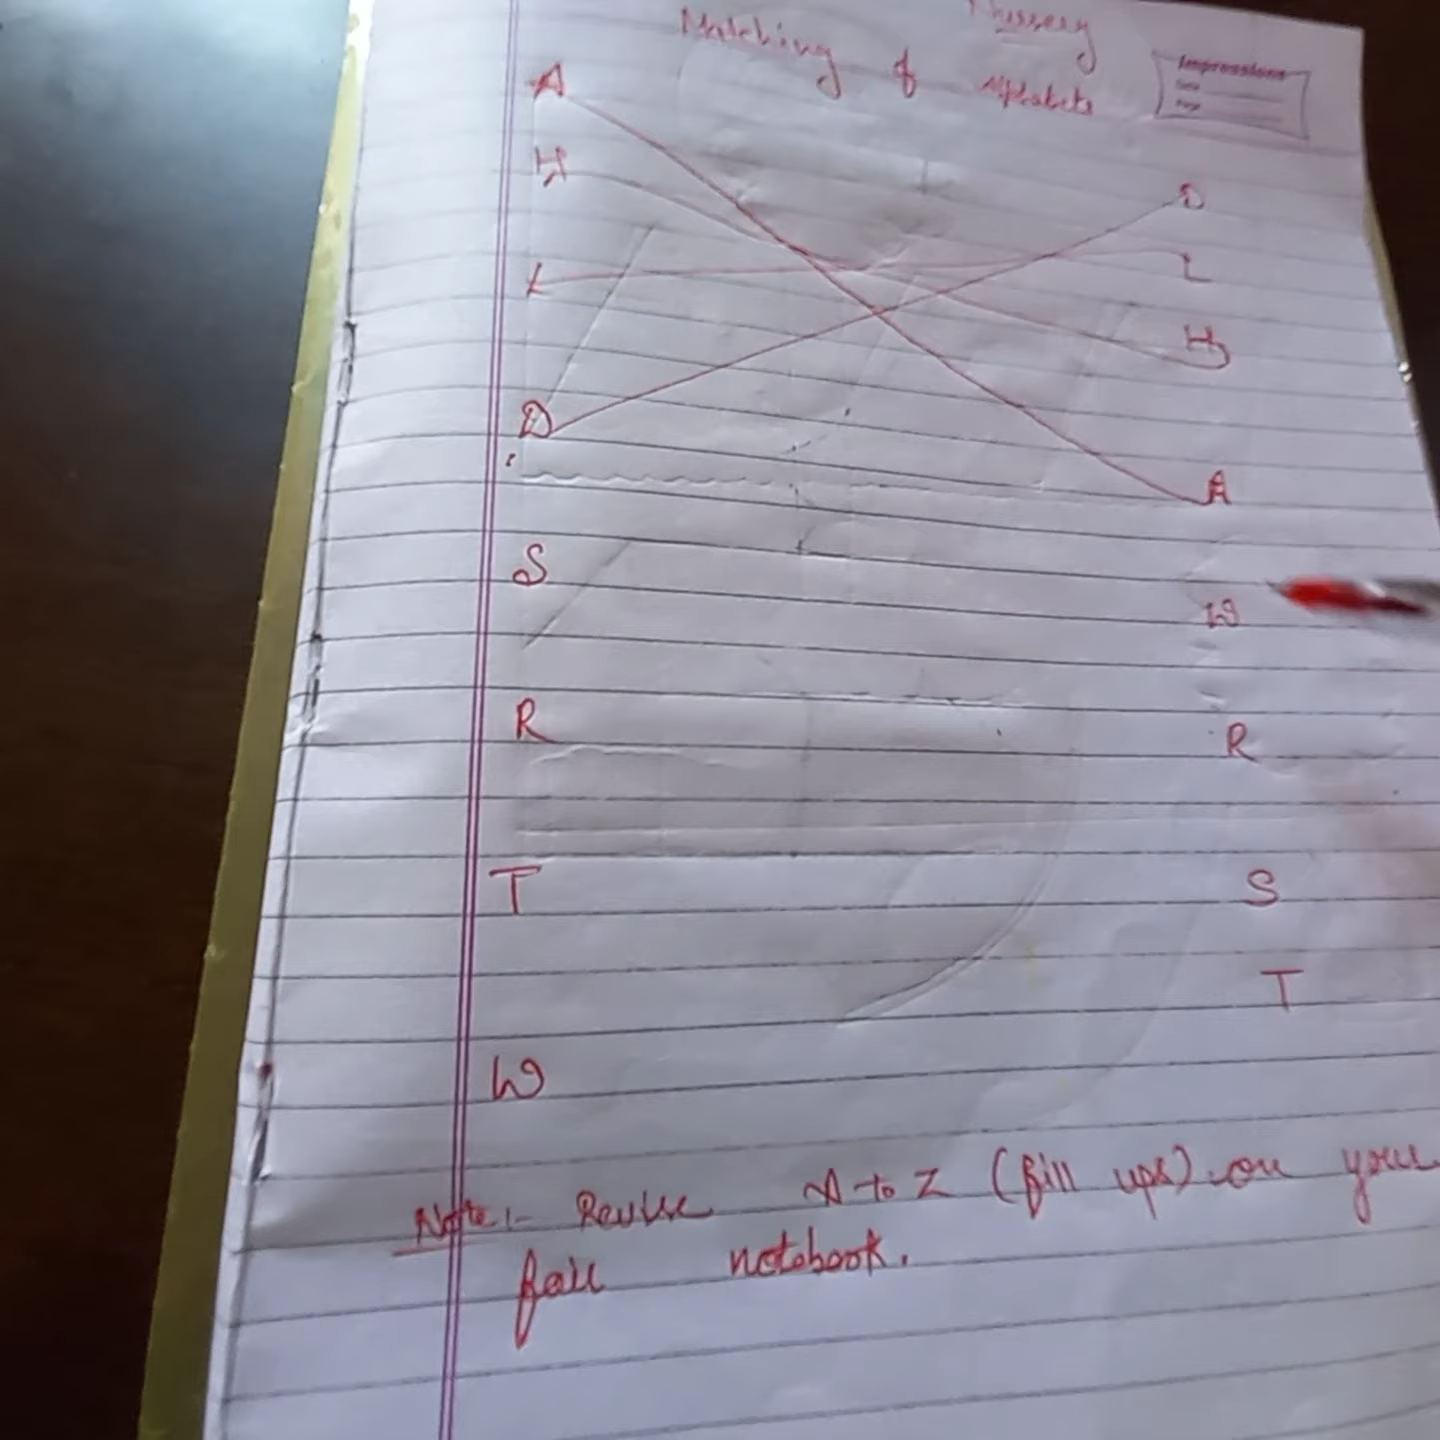 Nursery
Matching of Alphabets
Impressions
A
H D
L L
H
D
A
S
W
R R
T S
T
W
Note:- Revise A to Z (fill ups) on your
fair notebook.